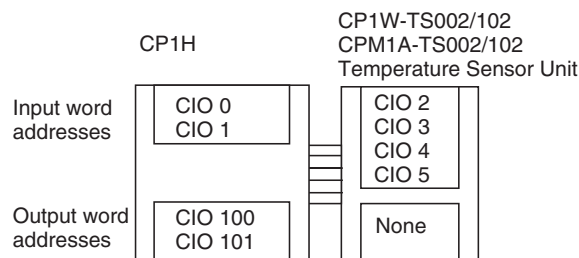 CP1W-TS002/102
CPM1A-TS002/102
Temperature Sensor Unit
CP1H
Input word
addresses
CIO 0
CIO 1
CIO 2
CIO 3
CIO 4
CIO 5
Output word
addresses
CIO 100
CIO 101
None